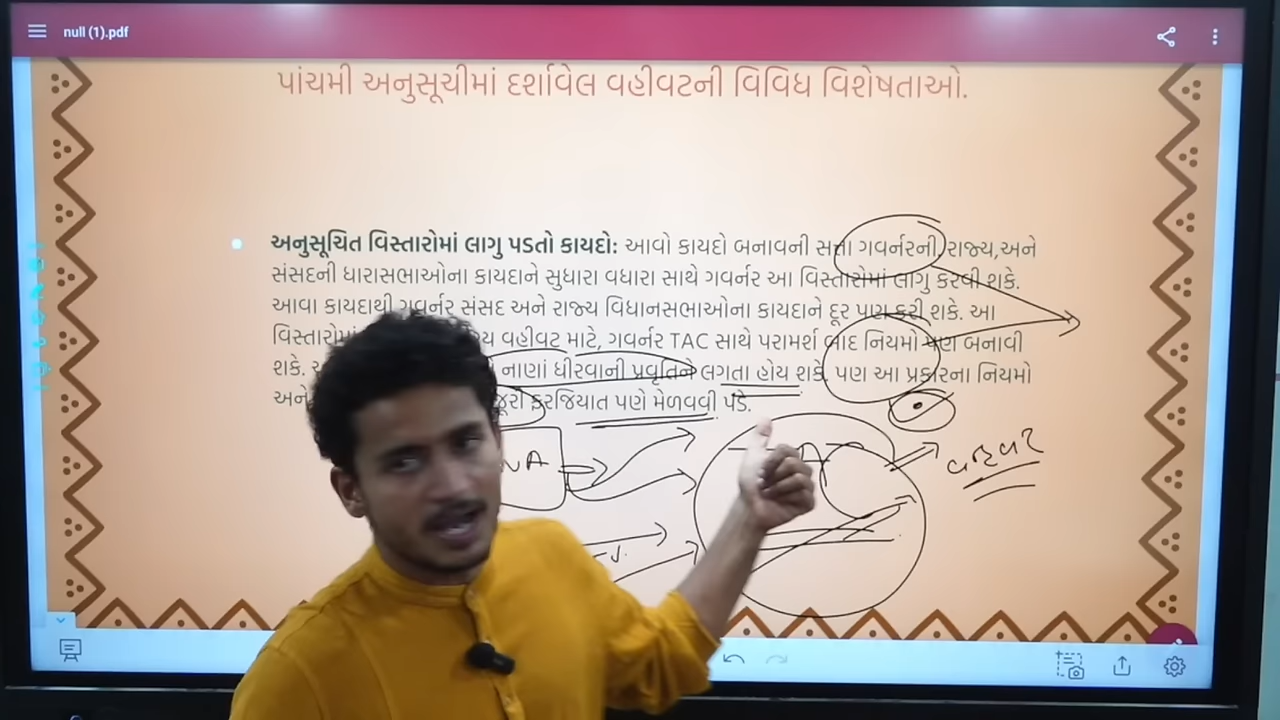 null (1).pdf
પાંચમી અનુસૂચીમાં દર્શાવેલ વહીવટની વિવિધ વિશેષતાઓ.
અનુસૂચિત વિસ્તારોમાં લાગુ પડતો કાયદો: આવો કાયદો બનાવની સત્તા ગવર્નરની, રાજ્ય,અને
સંસદની ધારાસભાઓના કાયદાને સુધારા વધારા સાથે ગવર્નર આ વિસ્તારોમાં લાગુ કરવી શકે.
આવા કાયદાથી ગવર્નર સંસદ અને રાજ્ય વિધાનસભાઓના કાયદાને દૂર પણ કરી શકે. આ
વિસ્તારોમાં વહીવટ માટે, ગવર્નર TAC સાથે પરામર્શ બાદ નિયમો પણ બનાવી
શકે. નાણાં ધીરવાની પ્રવૃતિને લગતા હોય શકે. પણ આ પ્રકારના નિયમો
અને ફરજિયાત પણે મેળવવી પડે.
વહીવટ